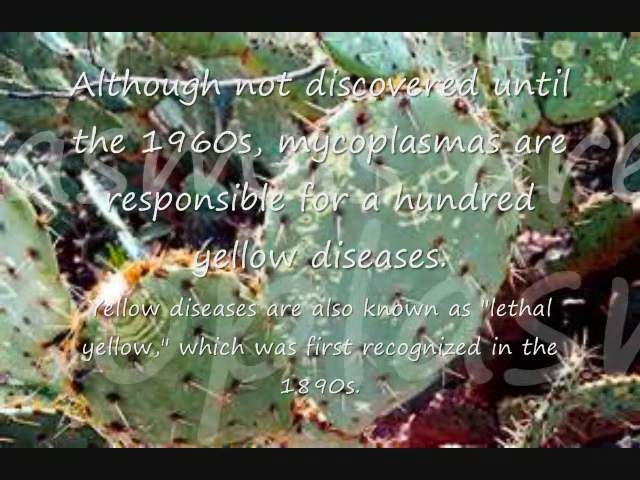 Although not discovered until
the 1960s, mycoplasmas are
responsible for a hundred
yellow diseases.
Yellow diseases are also known as "lethal
yellow," which was first recognized in the
1890s.